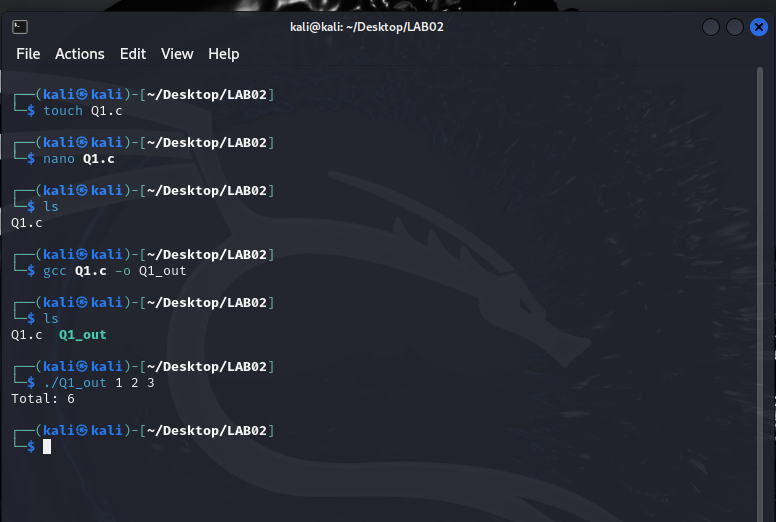 kali@kali: ~/Desktop/LAB02
File Actions Edit View Help
┌──(kali㉿kali)-[~/Desktop/LAB02]
└─$ touch Q1.c
┌──(kali㉿kali)-[~/Desktop/LAB02]
└─$ nano Q1.c
┌──(kali㉿kali)-[~/Desktop/LAB02]
└─$ ls
Q1.c
┌──(kali㉿kali)-[~/Desktop/LAB02]
└─$ gcc Q1.c -o Q1_out
┌──(kali㉿kali)-[~/Desktop/LAB02]
└─$ ls
Q1.c  Q1_out
┌──(kali㉿kali)-[~/Desktop/LAB02]
└─$ ./Q1_out 1 2 3
Total: 6
┌──(kali㉿kali)-[~/Desktop/LAB02]
└─$